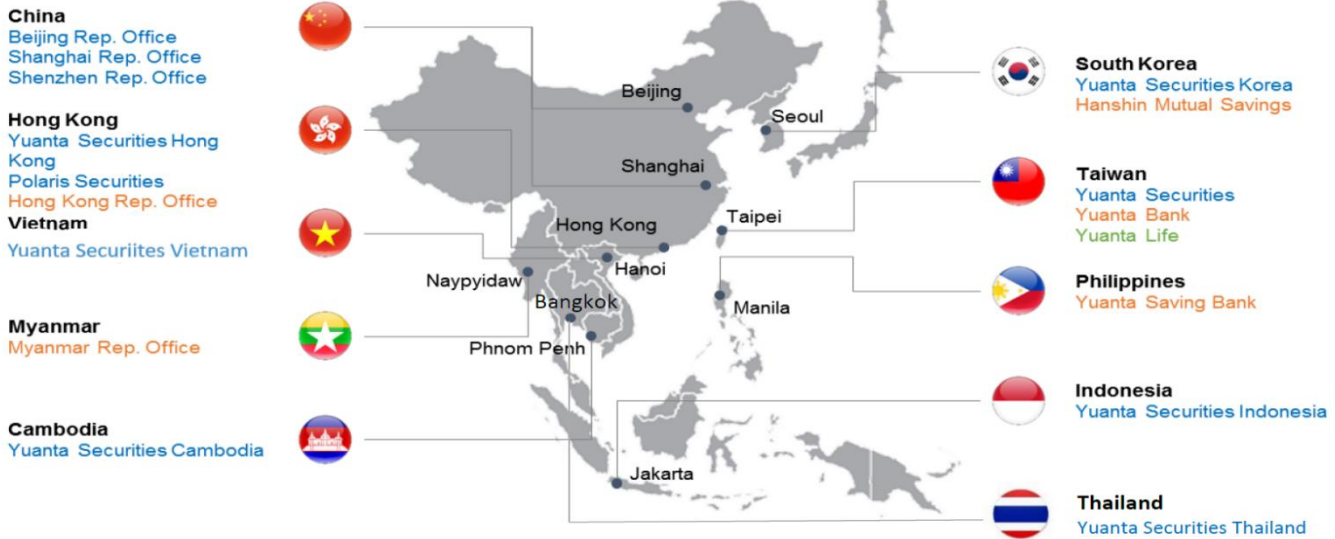 China
Beijing Rep. Office
Shanghai Rep. Office
Shenzhen Rep. Office
Hong Kong
Yuanta Securities Hong
Kong
Polaris Securities
Hong Kong Rep. Office
Vietnam
Yuanta Securiites Vietnam
Myanmar
Myanmar Rep. Office
Cambodia
Yuanta Securities Cambodia
Beijing
Seoul
Shanghai
Taipei
Hong Kong
Hanoi
Naypyidaw
Bangkok
Manila
Phnom Penh
Jakarta
South Korea
Yuanta Securities Korea
Hanshin Mutual Savings
Taiwan
Yuanta Securities
Yuanta Bank
Yuanta Life
Philippines
Yuanta Saving Bank
Indonesia
Yuanta Securities Indonesia
Thailand
Yuanta Securities Thailand